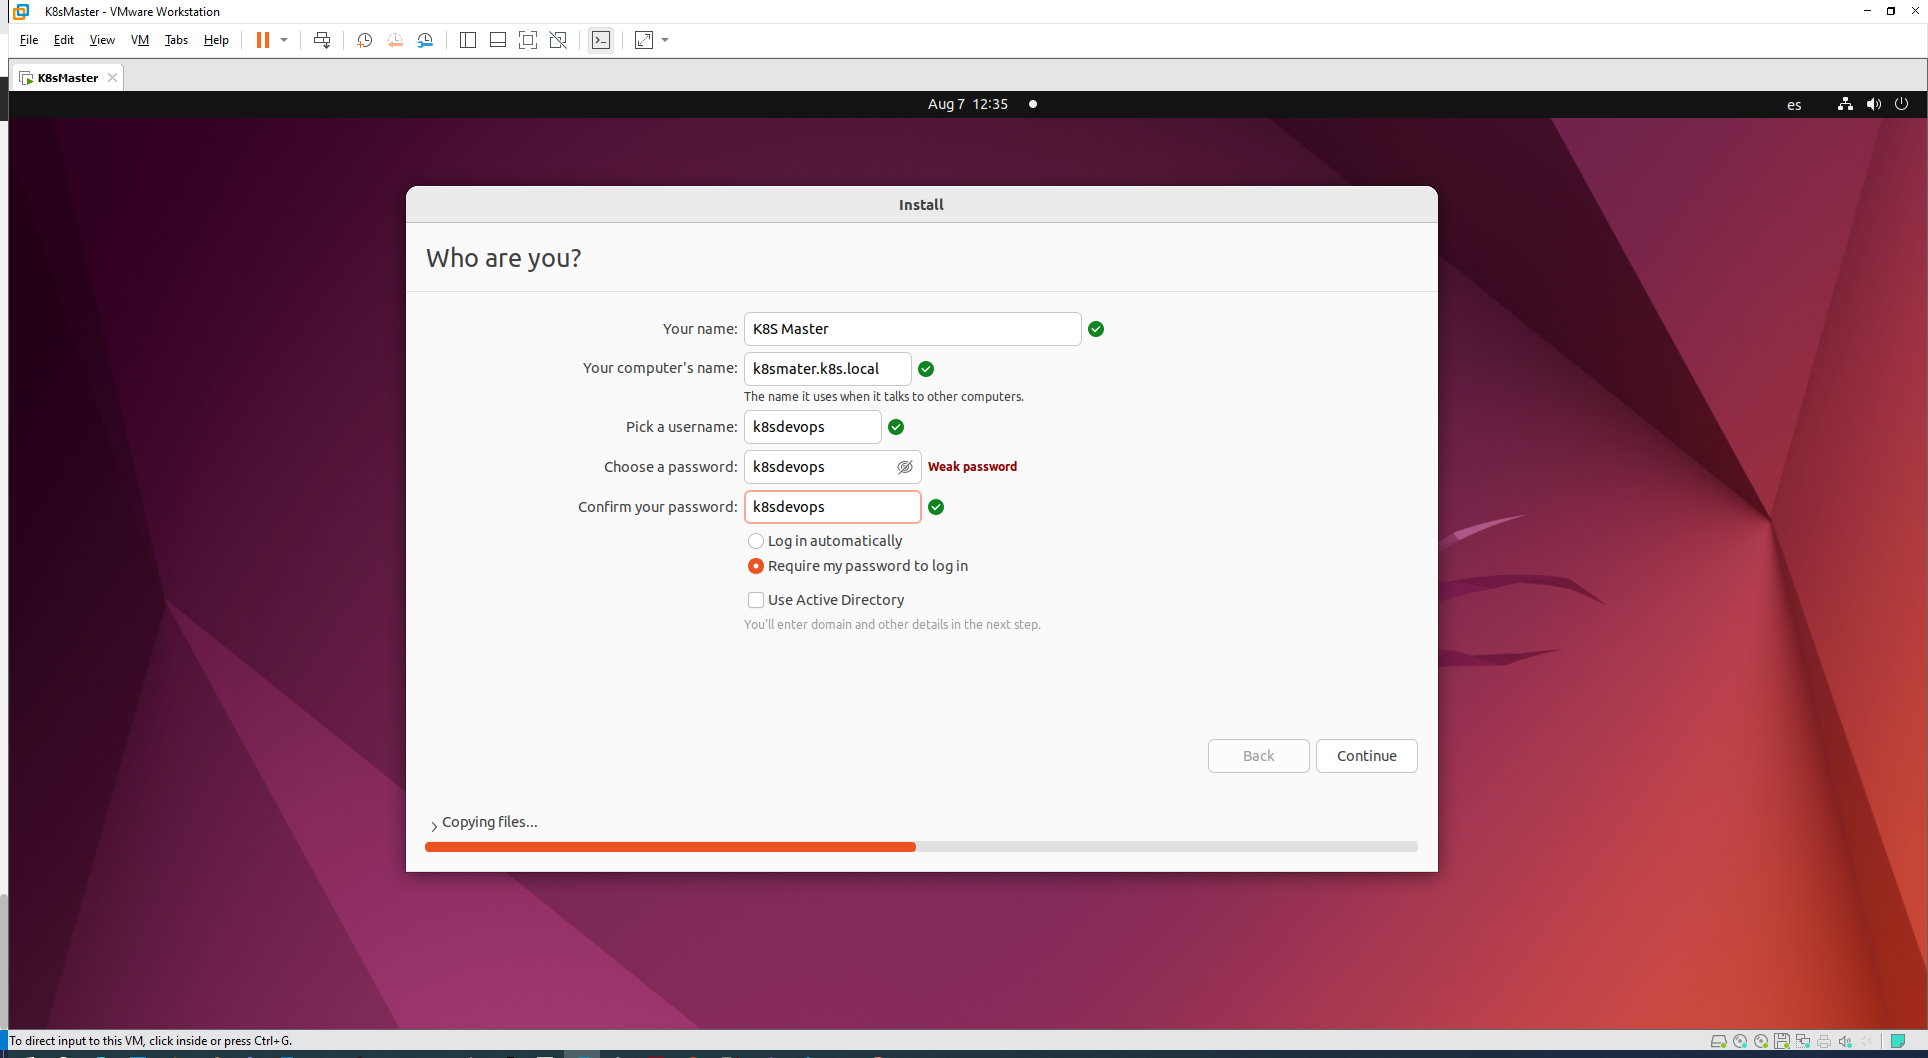 K8sMaster - VMware Workstation
File Edit View VM Tabs Help
K8sMaster
Aug 7 12:35
es
Install
Who are you?
Your name: K8S Master
Your computer's name: k8smater.k8s.local
The name it uses when it talks to other computers.
Pick a username: k8sdevops
Choose a password: k8sdevops Weak password
Confirm your password: k8sdevops
Log in automatically
Require my password to log in
Use Active Directory
You'll enter domain and other details in the next step.
Back Continue
Copying files...
To direct input to this VM, click inside or press Ctrl+G.